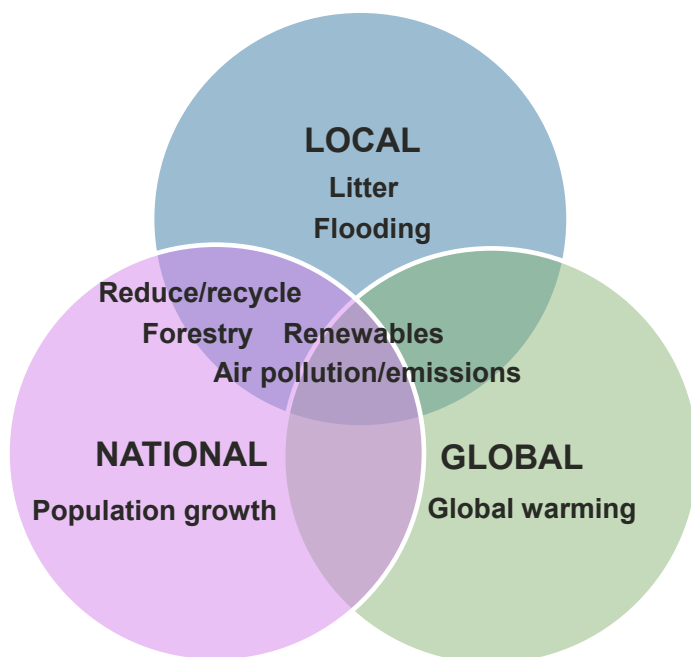 LOCAL
Litter
Flooding
Reduce/recycle
Forestry Renewables
Air pollution/emissions
NATIONAL
Population growth
GLOBAL
Global warming